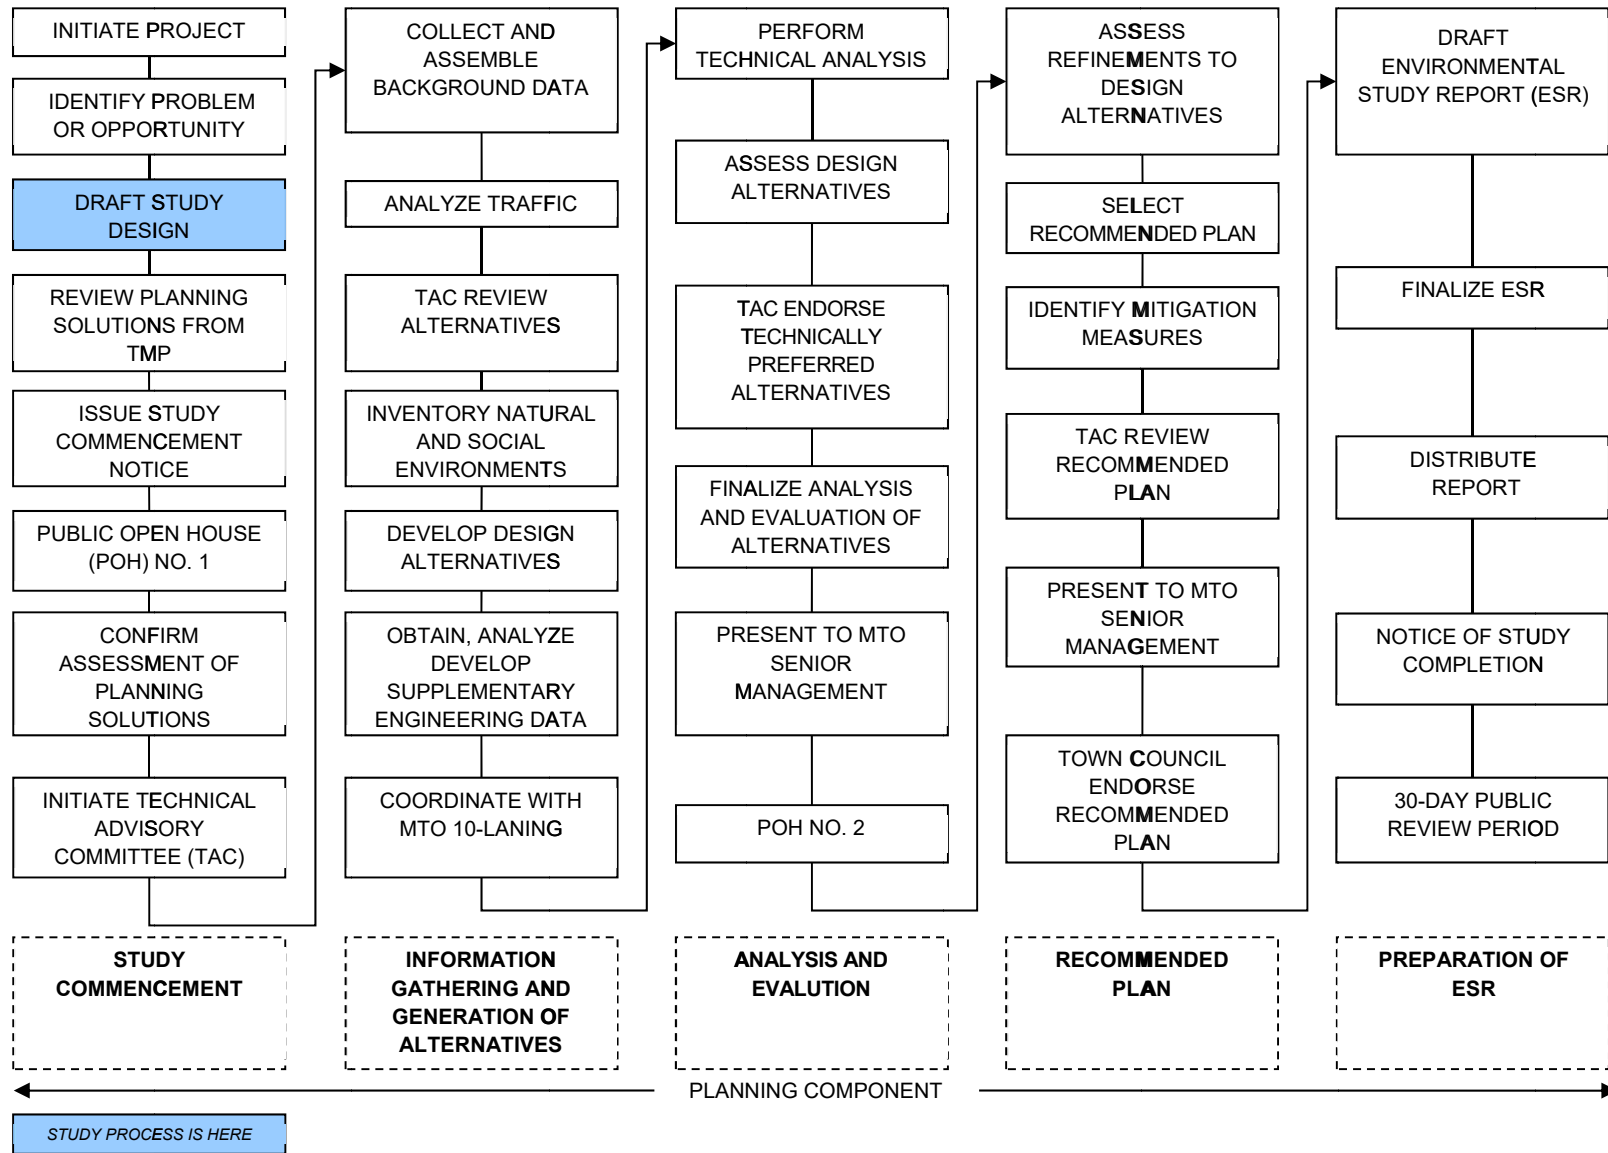 INITIATE PROJECT
IDENTIFY PROBLEM
OR OPPORTUNITY
DRAFT STUDY
DESIGN
REVIEW PLANNING
SOLUTIONS FROM
TMP
ISSUE STUDY
COMMENCEMENT
NOTICE
PUBLIC OPEN HOUSE
(POH) NO. 1
CONFIRM
ASSESSMENT OF
PLANNING
SOLUTIONS
INITIATE TECHNICAL
ADVISORY
COMMITTEE (TAC)
STUDY
COMMENCEMENT
COLLECT AND
ASSEMBLE
BACKGROUND DATA
ANALYZE TRAFFIC
TAC REVIEW
ALTERNATIVES
INVENTORY NATURAL
AND SOCIAL
ENVIRONMENTS
DEVELOP DESIGN
ALTERNATIVES
OBTAIN, ANALYZE
DEVELOP
SUPPLEMENTARY
ENGINEERING DATA
COORDINATE WITH
MTO 10-LANING
INFORMATION
GATHERING AND
GENERATION OF
ALTERNATIVES
PERFORM
TECHNICAL ANALYSIS
ASSESS DESIGN
ALTERNATIVES
TAC ENDORSE
TECHNICALLY
PREFERRED
ALTERNATIVES
FINALIZE ANALYSIS
AND EVALUATION OF
ALTERNATIVES
PRESENT TO MTO
SENIOR
MANAGEMENT
POH NO. 2
ANALYSIS AND
EVALUTION
ASSESS
REFINEMENTS TO
DESIGN
ALTERNATIVES
SELECT
RECOMMENDED PLAN
IDENTIFY MITIGATION
MEASURES
TAC REVIEW
RECOMMENDED
PLAN
PRESENT TO MTO
SENIOR
MANAGEMENT
TOWN COUNCIL
ENDORSE
RECOMMENDED
PLAN
RECOMMENDED
PLAN
DRAFT
ENVIRONMENTAL
STUDY REPORT (ESR)
FINALIZE ESR
DISTRIBUTE
REPORT
NOTICE OF STUDY
COMPLETION
30-DAY PUBLIC
REVIEW PERIOD
PREPARATION OF
ESR
PLANNING COMPONENT
STUDY PROCESS IS HERE